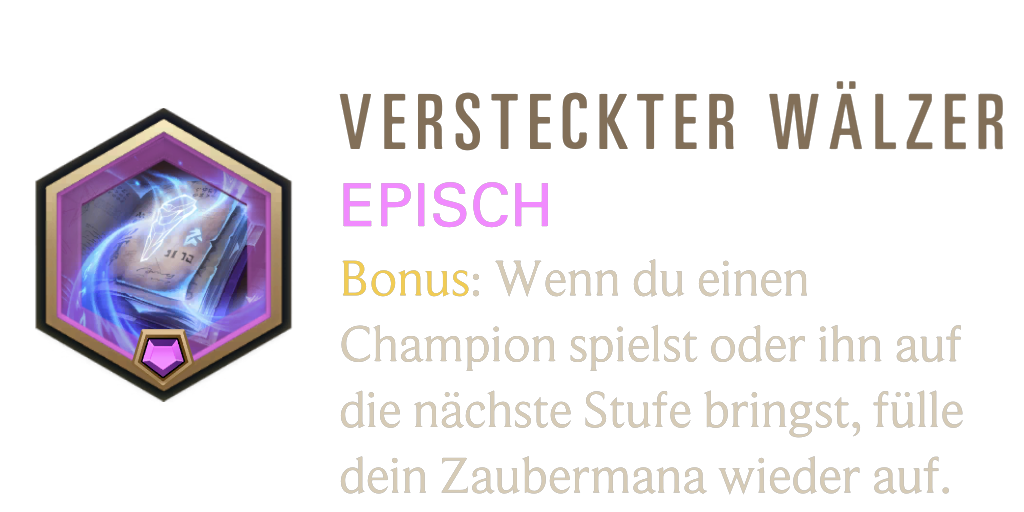 VERSTECKTER WÄLZER
EPISCH
Bonus: Wenn du einen
Champion spielst oder ihn auf
die nächste Stufe bringst, fülle
dein Zaubermana wieder auf.